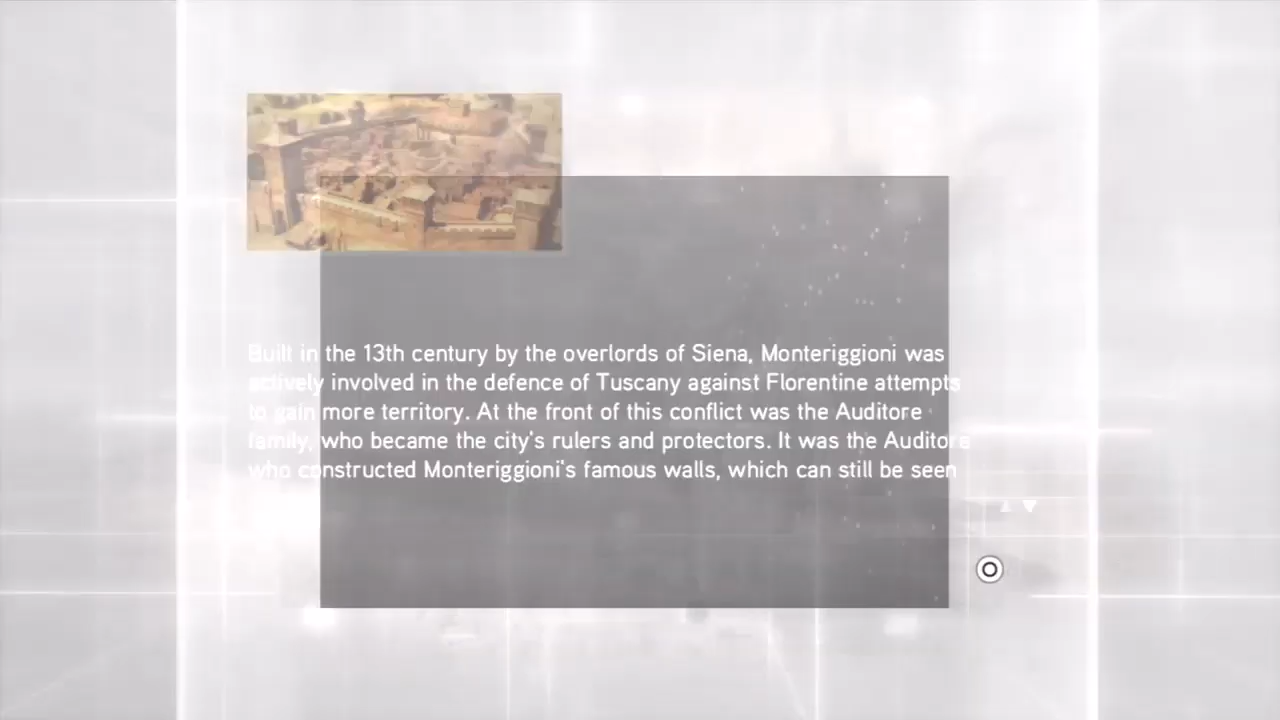 Built in the 13th century by the overlords of Siena, Monteriggioni was
actively involved in the defence of Tuscany against Florentine attempts
to gain more territory. At the front of this conflict was the Auditore
family, who became the city's rulers and protectors. It was the Auditore
who constructed Monteriggioni's famous walls, which can still be seen